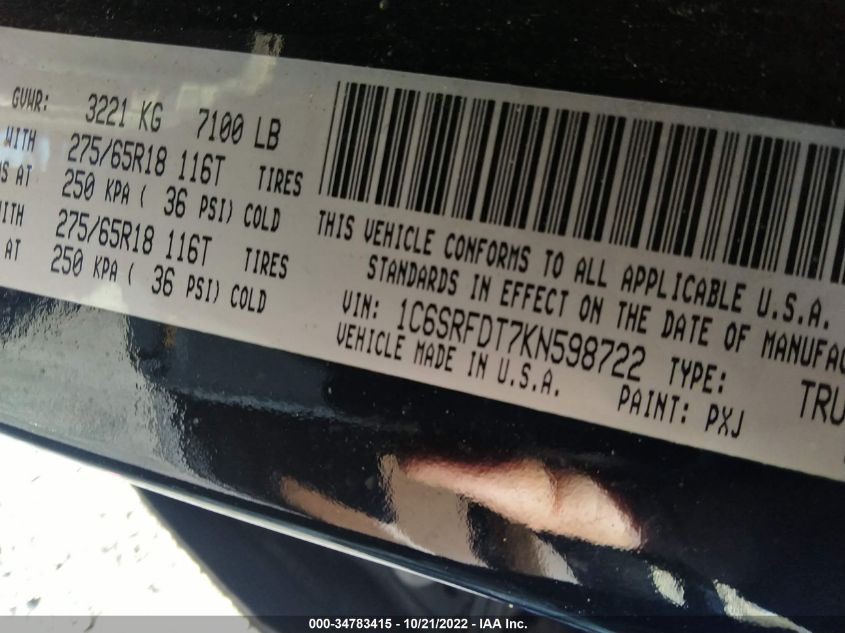 GVWR: 3221 KG 7100 LB
WITH 275/65R18 116T TIRES
AT 250 KPA ( 36 PSI) COLD
WITH 275/65R18 116T TIRES
AT 250 KPA ( 36 PSI) COLD
THIS VEHICLE CONFORMS TO ALL APPLICABLE U.S.A.
STANDARDS IN EFFECT ON THE DATE OF MANUFAC
VIN: 1C6SRFDT7KN598722 TYPE: TRU
VEHICLE MADE IN U.S.A. PAINT: PXJ
000-34783415 - 10/21/2022 - IAA Inc.